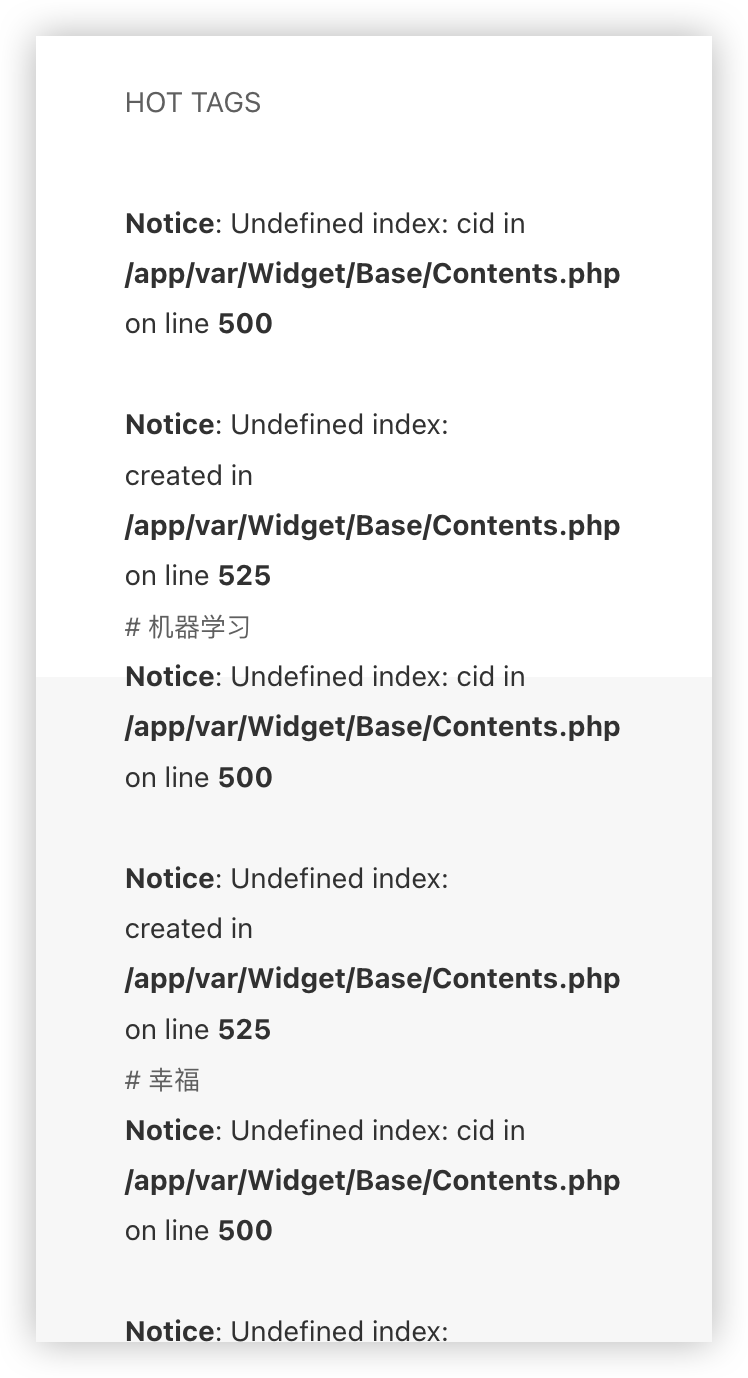 HOT TAGS
Notice: Undefined index: cid in
/app/var/Widget/Base/Contents.php
on line 500
Notice: Undefined index:
created in
/app/var/Widget/Base/Contents.php
on line 525
# 机器学习
Notice: Undefined index: cid in
/app/var/Widget/Base/Contents.php
on line 500
Notice: Undefined index:
created in
/app/var/Widget/Base/Contents.php
on line 525
# 幸福
Notice: Undefined index: cid in
/app/var/Widget/Base/Contents.php
on line 500
Notice: Undefined index: